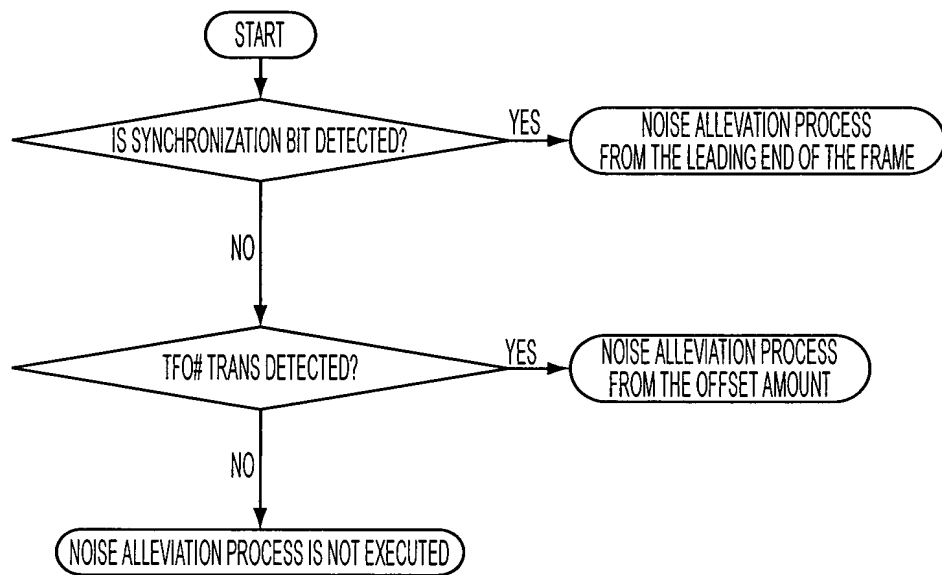 START
IS SYNCHRONIZATION BIT DETECTED?
YES
NOISE ALLEVATION PROCESS
FROM THE LEADING END OF THE FRAME
NO
TFO# TRANS DETECTED?
YES
NOISE ALLEVIATION PROCESS
FROM THE OFFSET AMOUNT
NO
NOISE ALLEVIATION PROCESS IS NOT EXECUTED